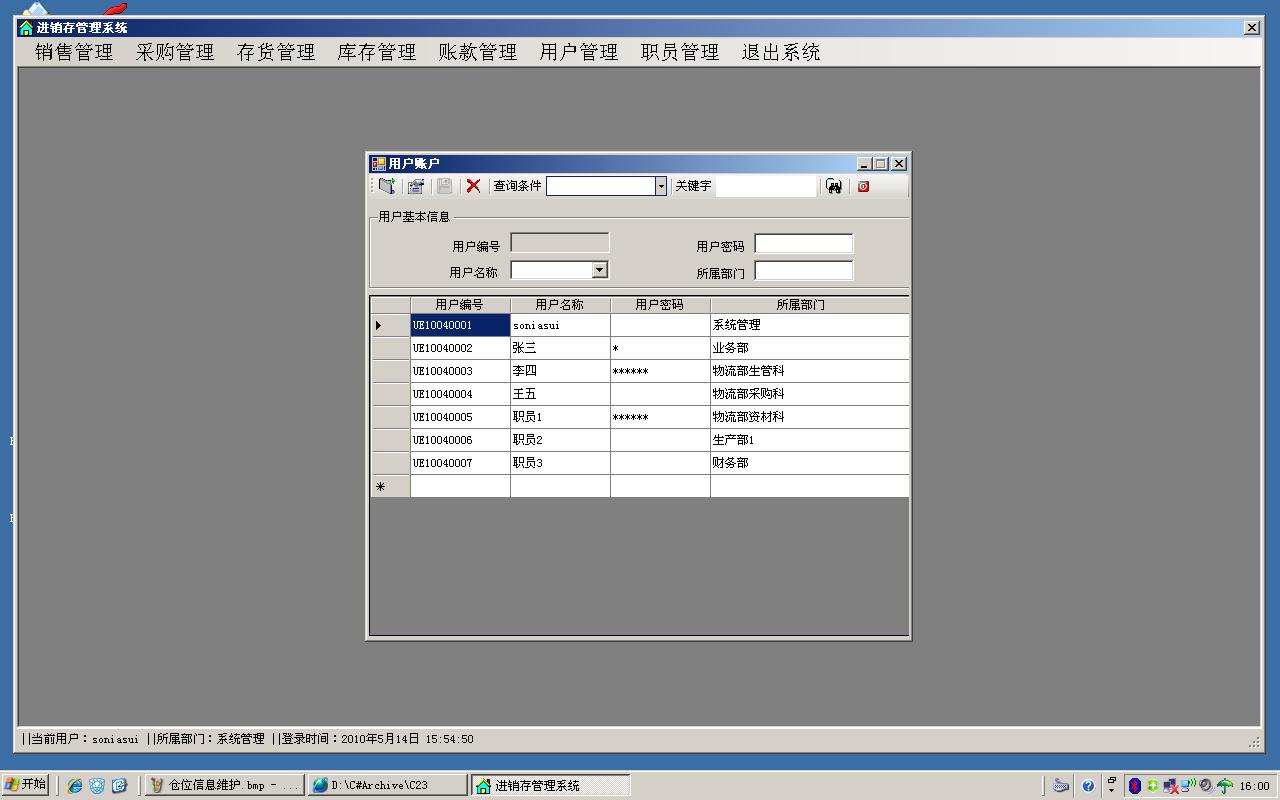 进销存管理系统
销售管理 采购管理 存货管理 库存管理 账款管理 用户管理 职员管理 退出系统
用户账户
查询条件 关键字
用户基本信息
用户编号 用户密码
用户名称 所属部门
用户编号 用户名称 用户密码 所属部门
UE10040001 soniasui 系统管理
UE10040002 张三 * 业务部
UE10040003 李四 ****** 物流部生管科
UE10040004 王五 物流部采购科
UE10040005 职员1 ****** 物流部资材科
UE10040006 职员2 生产部1
UE10040007 职员3 财务部
*
||当前用户：soniasui ||所属部门：系统管理 ||登录时间：2010年5月14日 15:54:50
开始 仓位信息维护.bmp - ... D:\C#Archive\C23 进销存管理系统 16:00